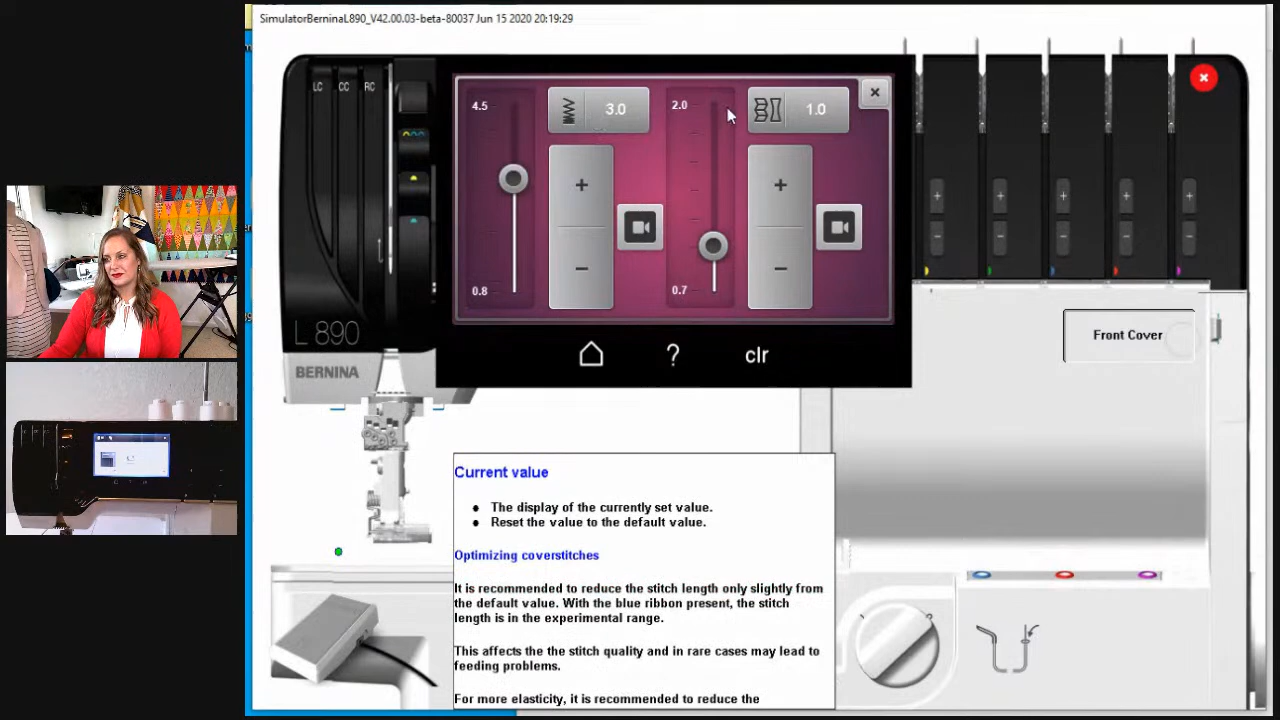 SimulatorBerninaL890_V42.00.03-beta-80037 Jun 15 2020 20:19:29
LC CC RC
4.5
3.0
2.0
1.0
+
+
−
−
0.8
0.7
L 890
BERNINA
? clr
+ + + + +
− − − − −
Front Cover
Current value
● The display of the currently set value.
● Reset the value to the default value.
Optimizing coverstitches
It is recommended to reduce the stitch length only slightly from
the default value. With the blue ribbon present, the stitch
length is in the experimental range.
This affects the the stitch quality and in rare cases may lead to
feeding problems.
For more elasticity, it is recommended to reduce the